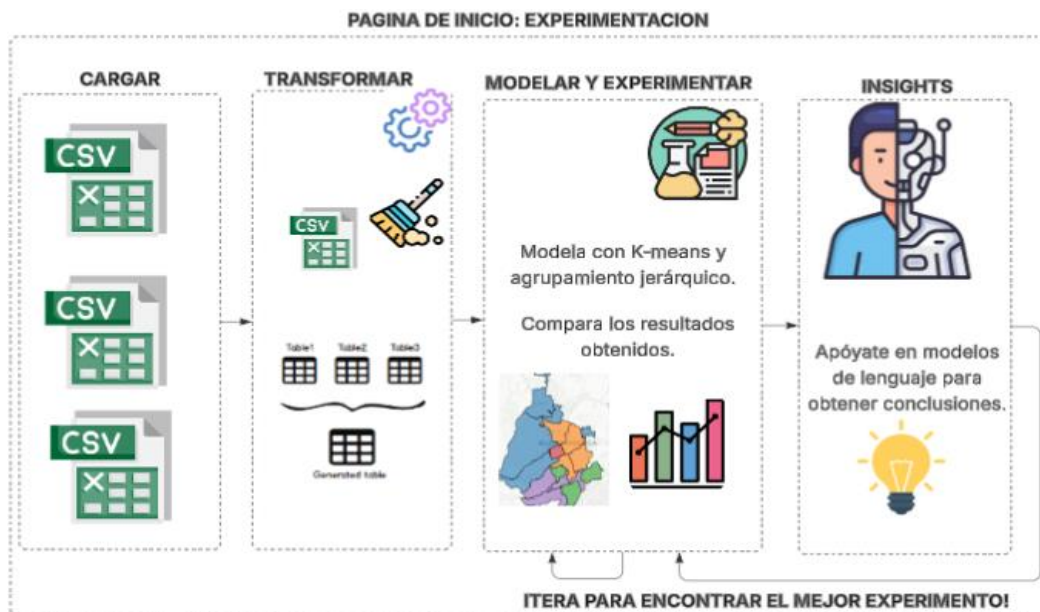 PAGINA DE INICIO: EXPERIMENTACION
CARGAR
CSV
CSV
CSV
TRANSFORMAR
CSV
Table1 Table2 Table3
Generated table
MODELAR Y EXPERIMENTAR
Modela con K-means y
agrupamiento jerárquico.
Compara los resultados
obtenidos.
INSIGHTS
Apóyate en modelos
de lenguaje para
obtener conclusiones.
ITERA PARA ENCONTRAR EL MEJOR EXPERIMENTO!